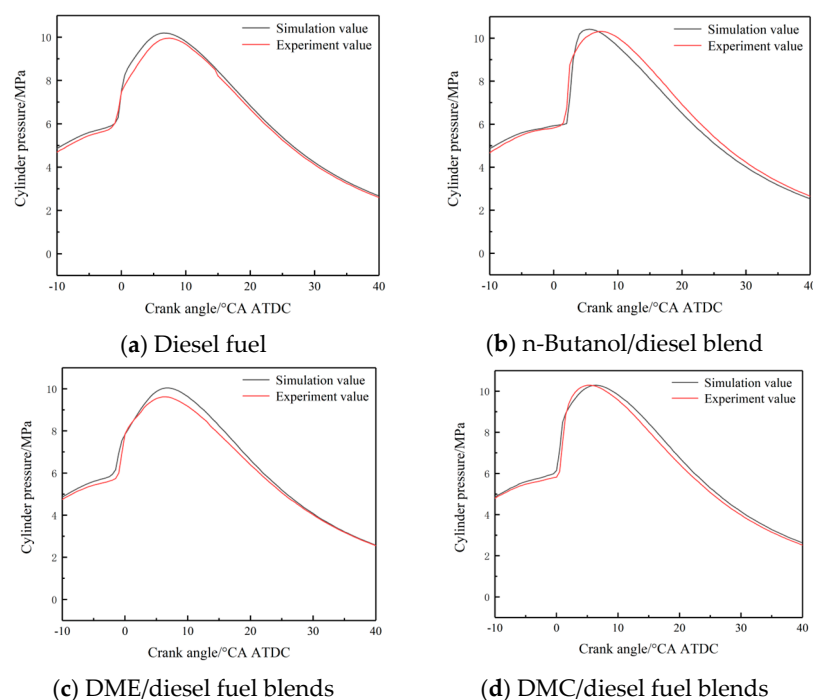 Simulation value
Experiment value
10
8
6
4
2
0
Cylinder pressure/MPa
-10 0 10 20 30 40
Crank angle/°CA ATDC
(a) Diesel fuel
Simulation value
Experiment value
10
8
6
4
2
0
Cylinder pressure/MPa
-10 0 10 20 30 40
Crank angle/°CA ATDC
(b) n-Butanol/diesel blend
Simulation value
Experiment value
10
8
6
4
2
0
Cylinder pressure/MPa
-10 0 10 20 30 40
Crank angle/°CA ATDC
(c) DME/diesel fuel blends
Simulation value
Experiment value
10
8
6
4
2
0
Cylinder pressure/MPa
-10 0 10 20 30 40
Crank angle/°CA ATDC
(d) DMC/diesel fuel blends